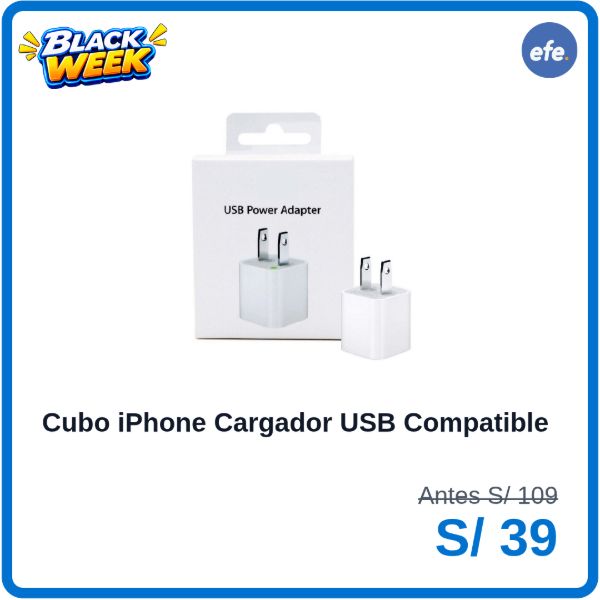 BLACK
WEEK
efe.
USB Power Adapter
Cubo iPhone Cargador USB Compatible
Antes S/ 109
S/ 39